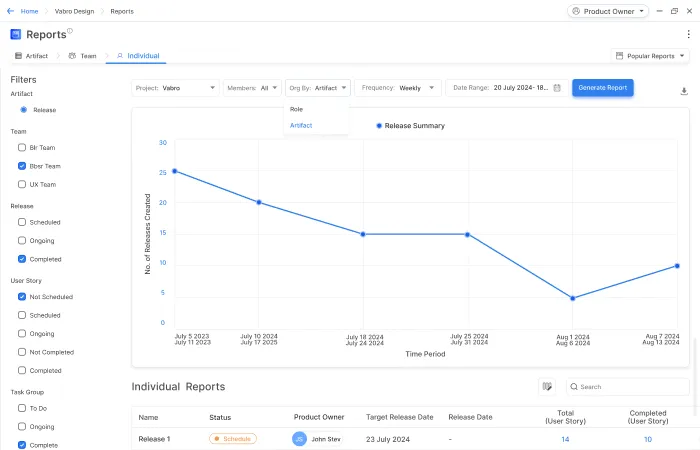 Home Vabro Design Reports
Product Owner
Reports
Artifact Team Individual
Popular Reports
Filters
Artifact
Release
Team
Blr Team
Bbsr Team
UX Team
Release
Scheduled
Ongoing
Completed
User Story
Not Scheduled
Scheduled
Ongoing
Not Completed
Completed
Task Group
To Do
Ongoing
Complete
Project: Vabro
Members: All
Org By: Artifact
Frequency: Weekly
Date Range: 20 July 2024- 18...
Generate Report
Role
Artifact
Release Summary
No. of Releases Created
30
25
20
15
10
5
0
July 5 2023 July 10 2024 July 18 2024 July 25 2024 Aug 1 2024 Aug 7 2024
July 11 2023 July 17 2025 July 24 2024 July 31 2024 Aug 6 2024 Aug 13 2024
Time Period
Individual Reports
Search
Name Status Product Owner Target Release Date Release Date Total (User Story) Completed (User Story)
Release 1 Schedule JS John Stev 23 July 2024 - 14 10